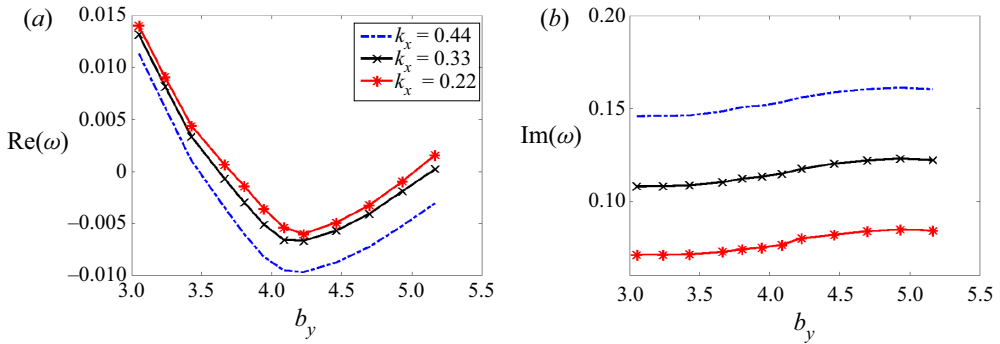 (a)
0.015
0.010
0.005
0
–0.005
–0.010
Re(ω)
k_x = 0.44
k_x = 0.33
k_x = 0.22
3.0 3.5 4.0 4.5 5.0 5.5
b_y
(b)
0.20
0.15
0.10
Im(ω)
3.0 3.5 4.0 4.5 5.0 5.5
b_y